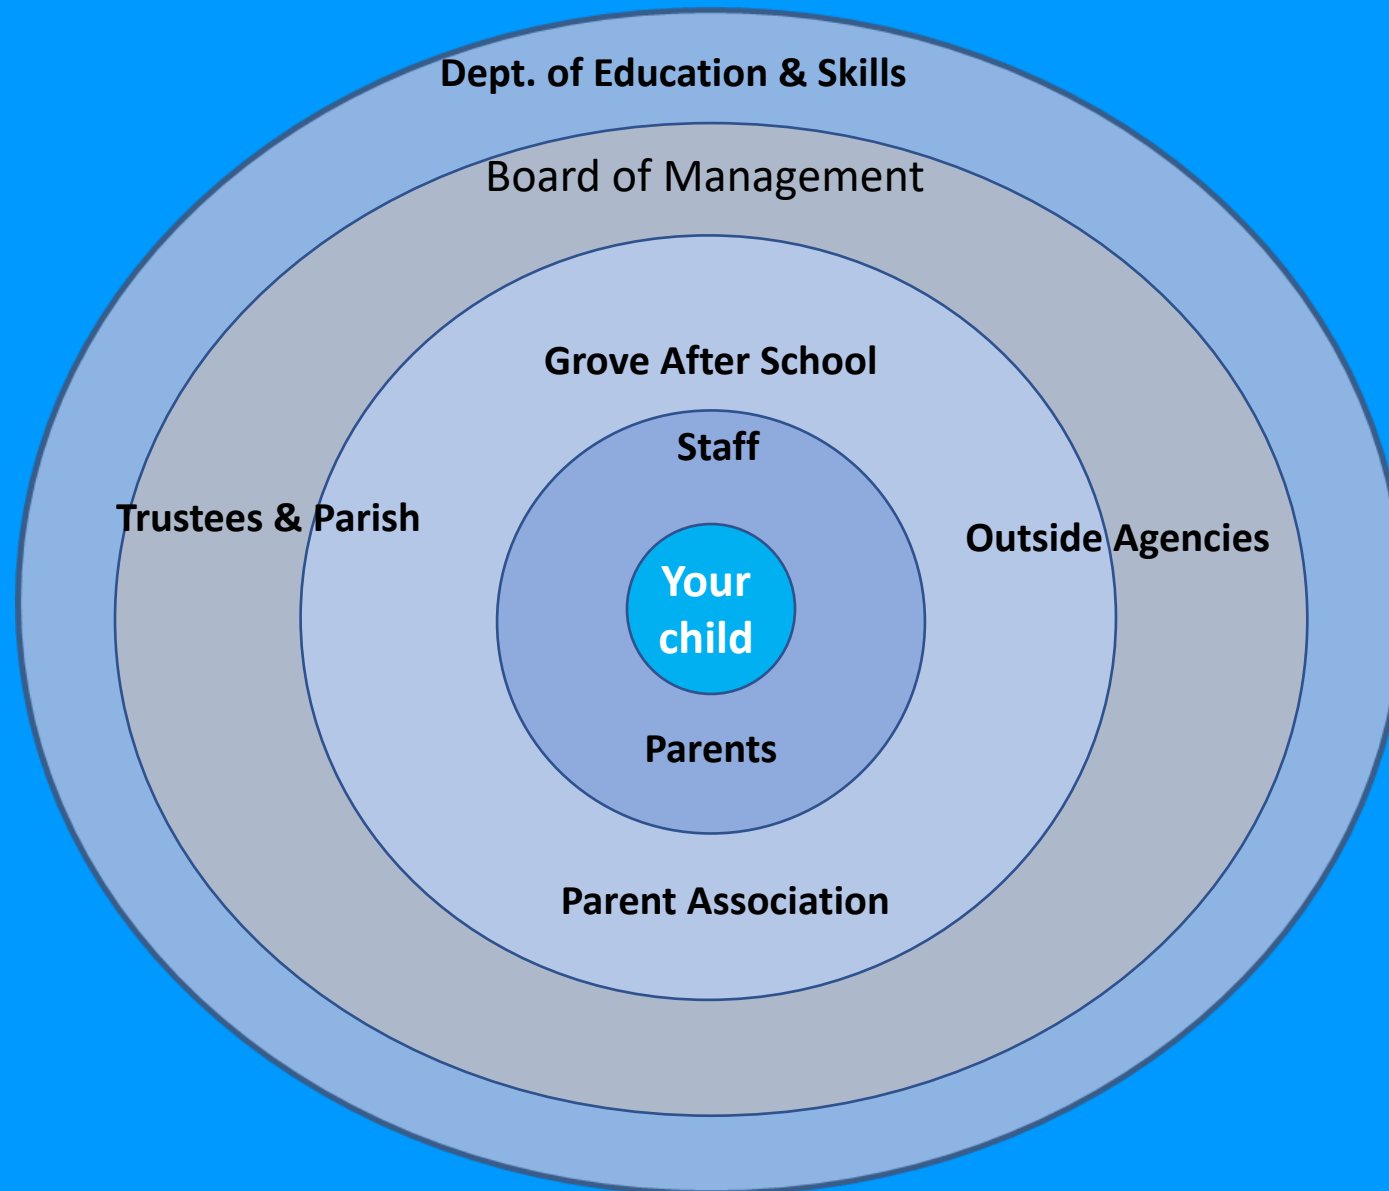 Dept. of Education & Skills
Board of Management
Grove After School
Staff
Trustees & Parish
Outside Agencies
Your
child
Parents
Parent Association